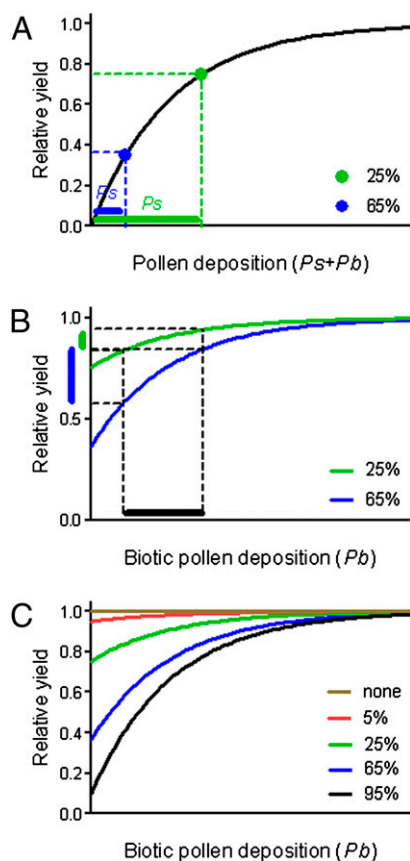 A
Relative yield
1.0
0.8
0.6
0.4
0.2
0.0
Ps
Ps
25%
65%
Pollen deposition (Ps+Pb)
B
Relative yield
1.0
0.5
0.0
25%
65%
Biotic pollen deposition (Pb)
C
Relative yield
1.0
0.8
0.6
0.4
0.2
0.0
none
5%
25%
65%
95%
Biotic pollen deposition (Pb)